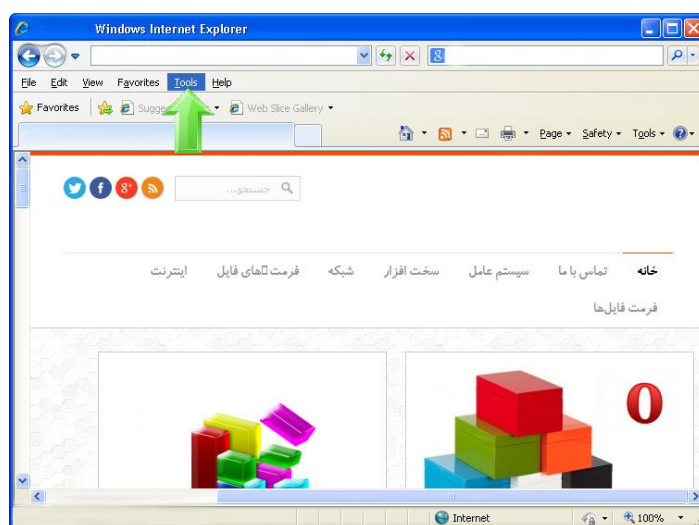 Windows Internet Explorer
File Edit View Favorites Tools Help
Favorites Web Slice Gallery
Page Safety Tools
جستجو...
خانه تماس با ما سیستم عامل سخت افزار شبکه فرمت های فایل اینترنت
فرمت فایل‌ها
Internet 100%